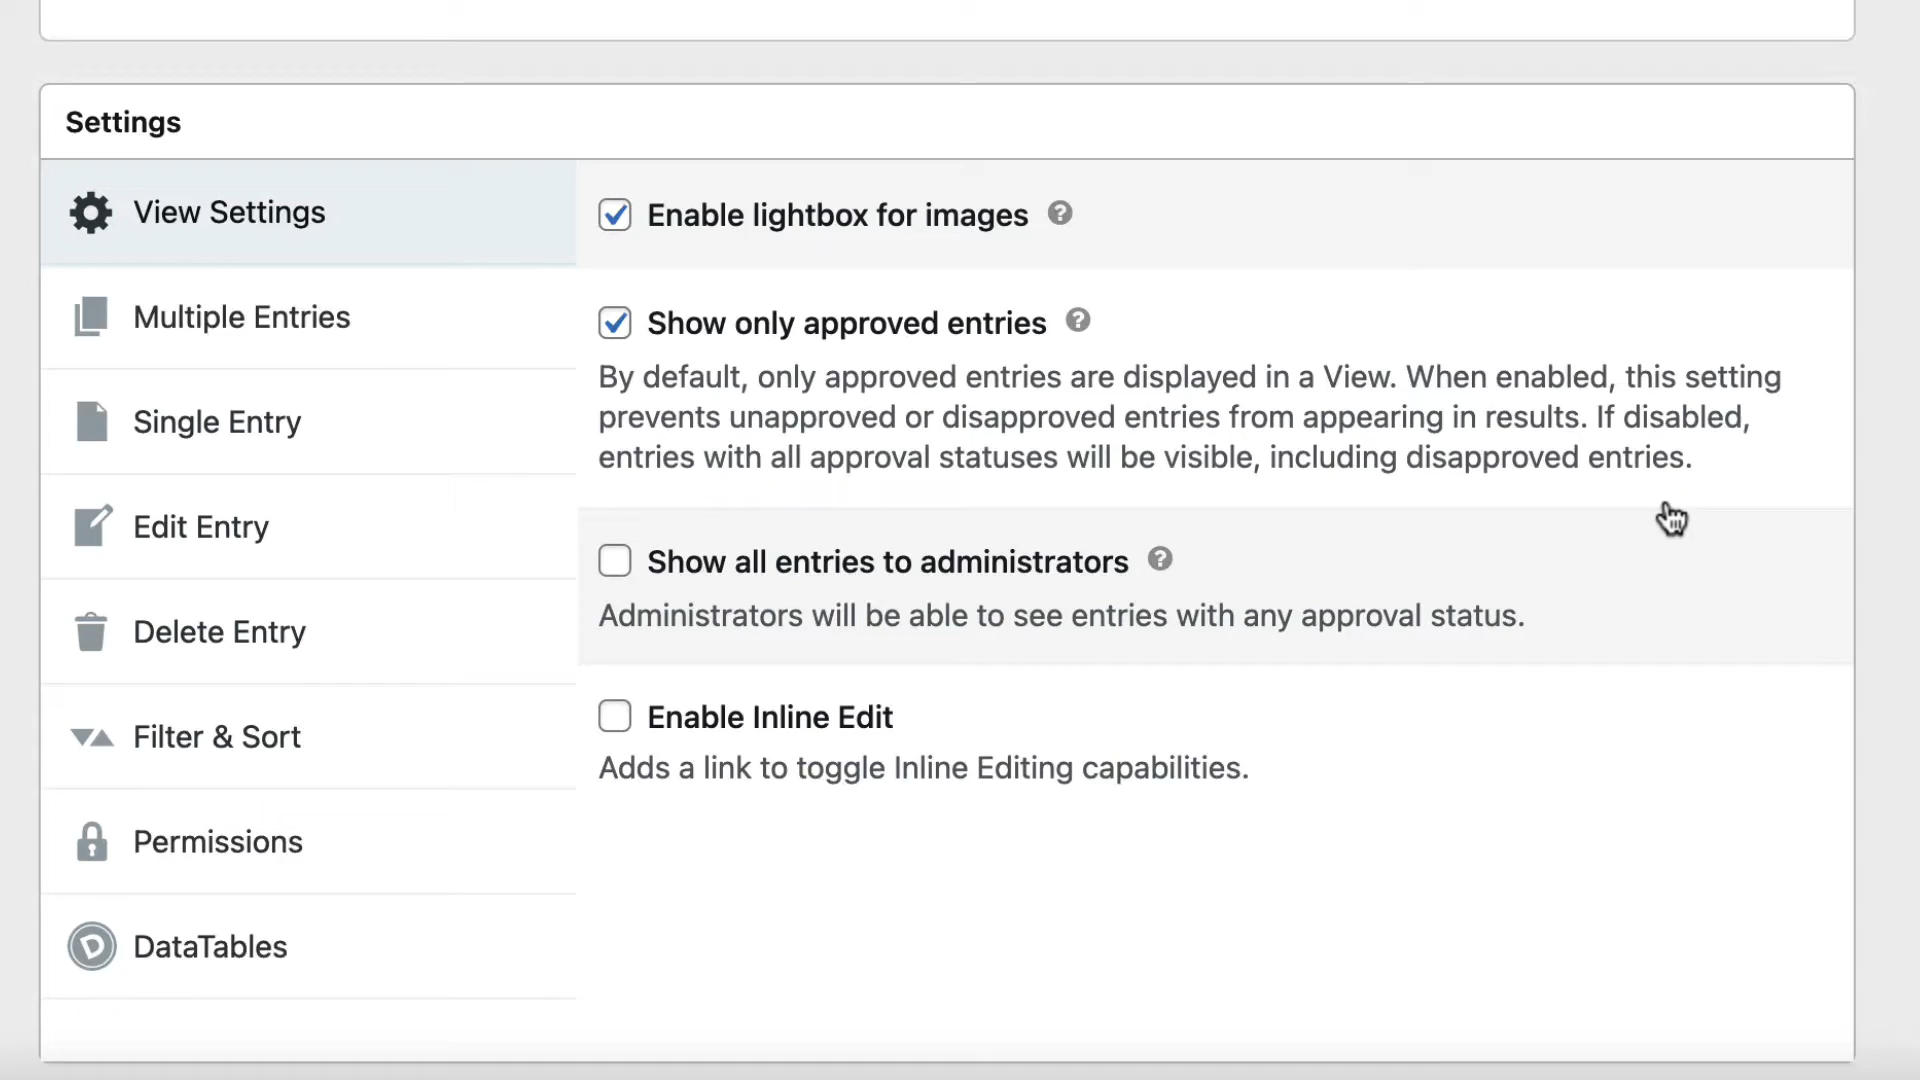 Settings
View Settings
Multiple Entries
Single Entry
Edit Entry
Delete Entry
Filter & Sort
Permissions
DataTables
Enable lightbox for images
Show only approved entries
By default, only approved entries are displayed in a View. When enabled, this setting
prevents unapproved or disapproved entries from appearing in results. If disabled,
entries with all approval statuses will be visible, including disapproved entries.
Show all entries to administrators
Administrators will be able to see entries with any approval status.
Enable Inline Edit
Adds a link to toggle Inline Editing capabilities.